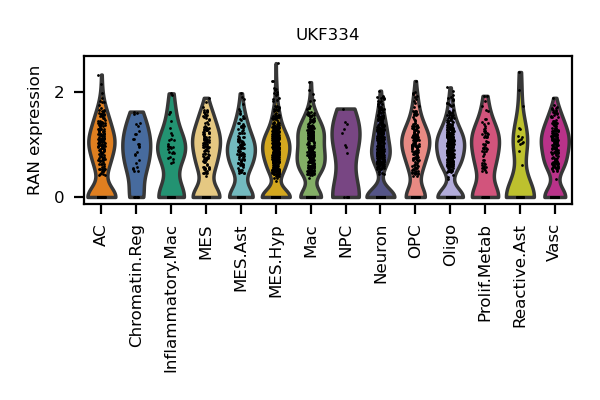 UKF334
RAN expression
2
0
AC
Chromatin.Reg
Inflammatory.Mac
MES
MES.Ast
MES.Hyp
Mac
NPC
Neuron
OPC
Oligo
Prolif.Metab
Reactive.Ast
Vasc